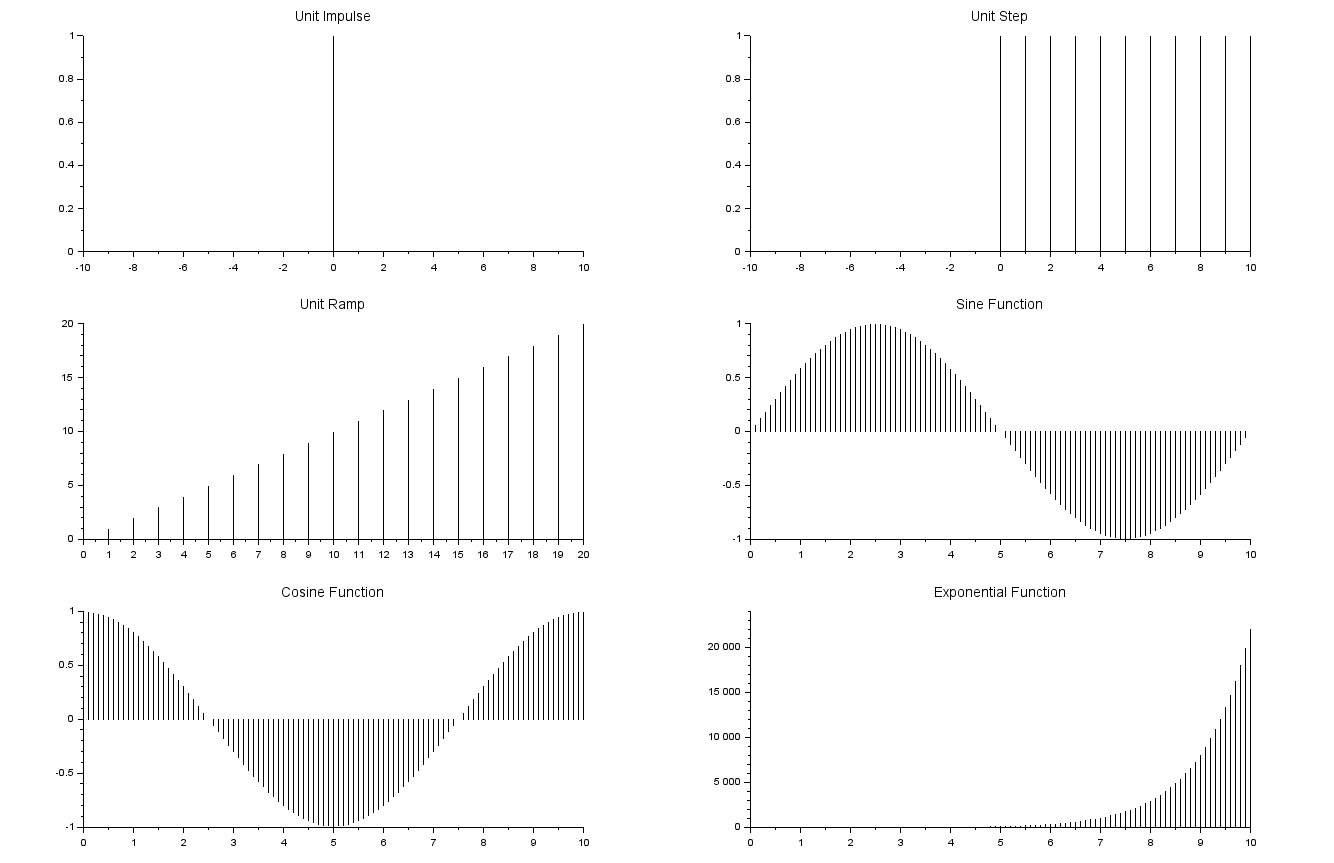 Unit Impulse
1
0.8
0.6
0.4
0.2
0
-10 -8 -6 -4 -2 0 2 4 6 8 10
Unit Step
1
0.8
0.6
0.4
0.2
0
-10 -8 -6 -4 -2 0 2 4 6 8 10
Unit Ramp
20
15
10
5
0
0 1 2 3 4 5 6 7 8 9 10 11 12 13 14 15 16 17 18 19 20
Sine Function
1
0.5
0
-0.5
-1
0 1 2 3 4 5 6 7 8 9 10
Cosine Function
1
0.5
0
-0.5
-1
0 1 2 3 4 5 6 7 8 9 10
Exponential Function
20 000
15 000
10 000
5 000
0
0 1 2 3 4 5 6 7 8 9 10